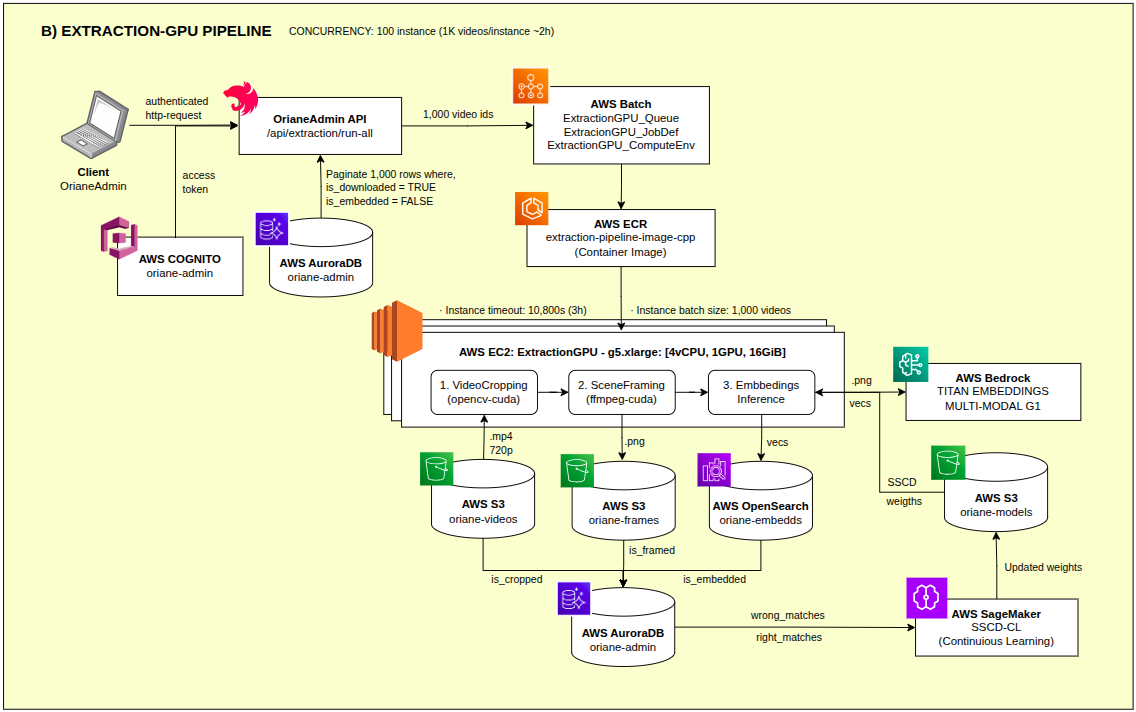 B) EXTRACTION-GPU PIPELINE
CONCURRENCY: 100 instance (1K videos/instance ~2h)
authenticated
http-request
Client
OrianeAdmin
access
token
AWS COGNITO
oriane-admin
OrianeAdmin API
/api/extraction/run-all
Paginate 1,000 rows where,
is_downloaded = TRUE
is_embedded = FALSE
AWS AuroraDB
oriane-admin
1,000 video ids
AWS Batch
ExtractionGPU_Queue
ExtracionGPU_JobDef
ExtractionGPU_ComputeEnv
AWS ECR
extraction-pipeline-image-cpp
(Container Image)
· Instance timeout: 10,800s (3h)
· Instance batch size: 1,000 videos
AWS EC2: ExtractionGPU - g5.xlarge: [4vCPU, 1GPU, 16GiB]
1. VideoCropping
(opencv-cuda)
2. SceneFraming
(ffmpeg-cuda)
3. Embbedings
Inference
.png
vecs
AWS Bedrock
TITAN EMBEDDINGS
MULTI-MODAL G1
.mp4
720p
.png
vecs
AWS S3
oriane-videos
AWS S3
oriane-frames
AWS OpenSearch
oriane-embedds
SSCD
weigths
AWS S3
oriane-models
is_cropped
is_framed
is_embedded
AWS AuroraDB
oriane-admin
wrong_matches
right_matches
Updated weights
AWS SageMaker
SSCD-CL
(Continuious Learning)